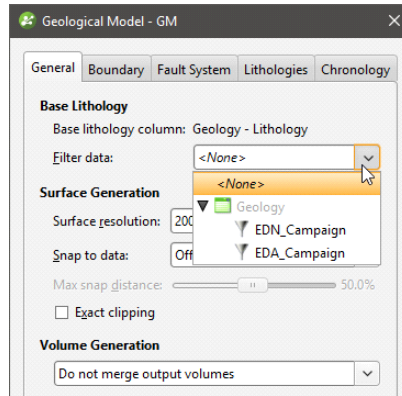 Geological Model - GM
General Boundary Fault System Lithologies Chronology
Base Lithology
Base lithology column: Geology - Lithology
Filter data: <None>
<None>
Surface Generation
Geology
Surface resolution: 200
EDN_Campaign
Snap to data: Off
EDA_Campaign
Max snap distance: 50.0%
Exact clipping
Volume Generation
Do not merge output volumes